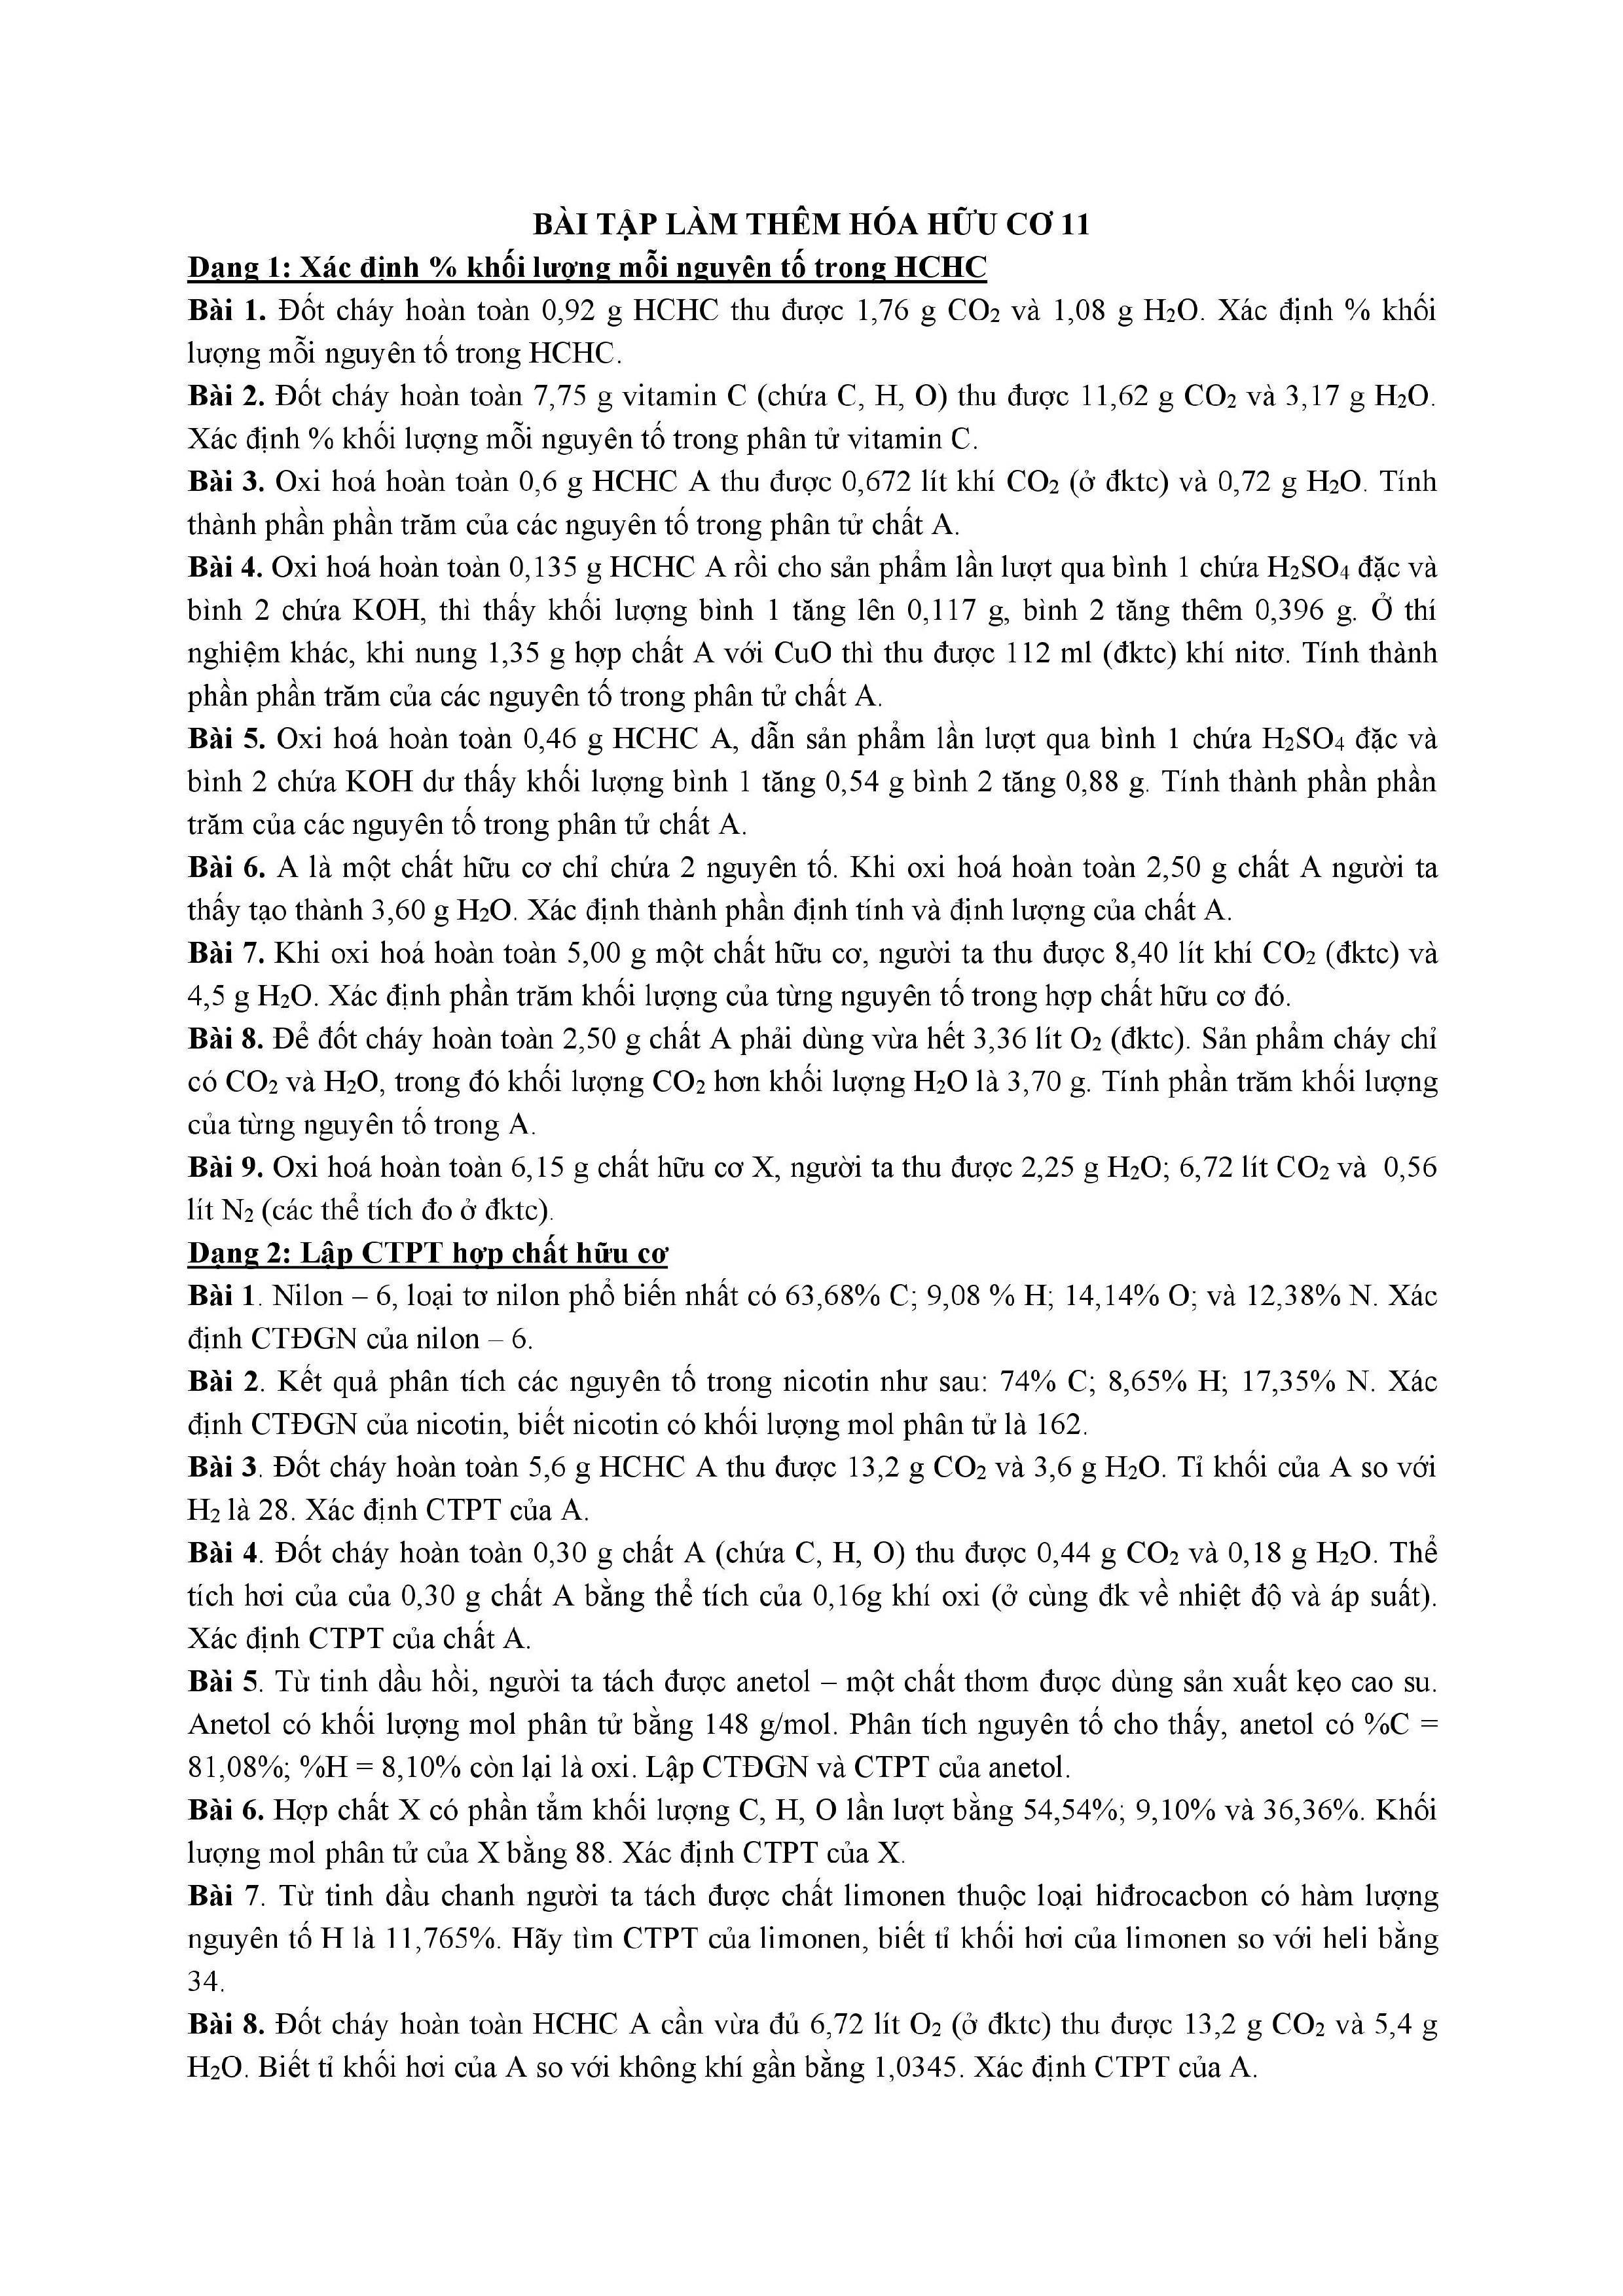 BÀI TẬP LÀM THÊM HÓA HỮU CƠ 11
Dạng 1: Xác định % khối lượng mỗi nguyên tố trong HCHC
Bài 1. Đốt cháy hoàn toàn 0,92 g HCHC thu được 1,76 g CO2 và 1,08 g H2O. Xác định % khối
lượng mỗi nguyên tố trong HCHC.
Bài 2. Đốt cháy hoàn toàn 7,75 g vitamin C (chứa C, H, O) thu được 11,62 g CO2 và 3,17 g H2O.
Xác định % khối lượng mỗi nguyên tố trong phân tử vitamin C.
Bài 3. Oxi hoá hoàn toàn 0,6 g HCHC A thu được 0,672 lít khí CO2 (ở đktc) và 0,72 g H2O. Tính
thành phần phần trăm của các nguyên tố trong phân tử chất A.
Bài 4. Oxi hoá hoàn toàn 0,135 g HCHC A rồi cho sản phẩm lần lượt qua bình 1 chứa H2SO4 đặc và
bình 2 chứa KOH, thì thấy khối lượng bình 1 tăng lên 0,117 g, bình 2 tăng thêm 0,396 g. Ở thí
nghiệm khác, khi nung 1,35 g hợp chất A với CuO thì thu được 112 ml (đktc) khí nitơ. Tính thành
phần phần trăm của các nguyên tố trong phân tử chất A.
Bài 5. Oxi hoá hoàn toàn 0,46 g HCHC A, dẫn sản phẩm lần lượt qua bình 1 chứa H2SO4 đặc và
bình 2 chứa KOH dư thấy khối lượng bình 1 tăng 0,54 g bình 2 tăng 0,88 g. Tính thành phần phần
trăm của các nguyên tố trong phân tử chất A.
Bài 6. A là một chất hữu cơ chỉ chứa 2 nguyên tố. Khi oxi hoá hoàn toàn 2,50 g chất A người ta
thấy tạo thành 3,60 g H2O. Xác định thành phần định tính và định lượng của chất A.
Bài 7. Khi oxi hoá hoàn toàn 5,00 g một chất hữu cơ, người ta thu được 8,40 lít khí CO2 (đktc) và
4,5 g H2O. Xác định phần trăm khối lượng của từng nguyên tố trong hợp chất hữu cơ đó.
Bài 8. Để đốt cháy hoàn toàn 2,50 g chất A phải dùng vừa hết 3,36 lít O2 (đktc). Sản phẩm cháy chỉ
có CO2 và H2O, trong đó khối lượng CO2 hơn khối lượng H2O là 3,70 g. Tính phần trăm khối lượng
của từng nguyên tố trong A.
Bài 9. Oxi hoá hoàn toàn 6,15 g chất hữu cơ X, người ta thu được 2,25 g H2O; 6,72 lít CO2 và 0,56
lít N2 (các thể tích đo ở đktc).
Dạng 2: Lập CTPT hợp chất hữu cơ
Bài 1. Nilon – 6, loại tơ nilon phổ biến nhất có 63,68% C; 9,08 % H; 14,14% O; và 12,38% N. Xác
định CTĐGN của nilon – 6.
Bài 2. Kết quả phân tích các nguyên tố trong nicotin như sau: 74% C; 8,65% H; 17,35% N. Xác
định CTĐGN của nicotin, biết nicotin có khối lượng mol phân tử là 162.
Bài 3. Đốt cháy hoàn toàn 5,6 g HCHC A thu được 13,2 g CO2 và 3,6 g H2O. Tỉ khối của A so với
H2 là 28. Xác định CTPT của A.
Bài 4. Đốt cháy hoàn toàn 0,30 g chất A (chứa C, H, O) thu được 0,44 g CO2 và 0,18 g H2O. Thể
tích hơi của của 0,30 g chất A bằng thể tích của 0,16g khí oxi (ở cùng đk về nhiệt độ và áp suất).
Xác định CTPT của chất A.
Bài 5. Từ tinh dầu hồi, người ta tách được anetol – một chất thơm được dùng sản xuất kẹo cao su.
Anetol có khối lượng mol phân tử bằng 148 g/mol. Phân tích nguyên tố cho thấy, anetol có %C =
81,08%; %H = 8,10% còn lại là oxi. Lập CTĐGN và CTPT của anetol.
Bài 6. Hợp chất X có phần tẳm khối lượng C, H, O lần lượt bằng 54,54%; 9,10% và 36,36%. Khối
lượng mol phân tử của X bằng 88. Xác định CTPT của X.
Bài 7. Từ tinh dầu chanh người ta tách được chất limonen thuộc loại hiđrocacbon có hàm lượng
nguyên tố H là 11,765%. Hãy tìm CTPT của limonen, biết tỉ khối hơi của limonen so với heli bằng
34.
Bài 8. Đốt cháy hoàn toàn HCHC A cần vừa đủ 6,72 lít O2 (ở đktc) thu được 13,2 g CO2 và 5,4 g
H2O. Biết tỉ khối hơi của A so với không khí gần bằng 1,0345. Xác định CTPT của A.